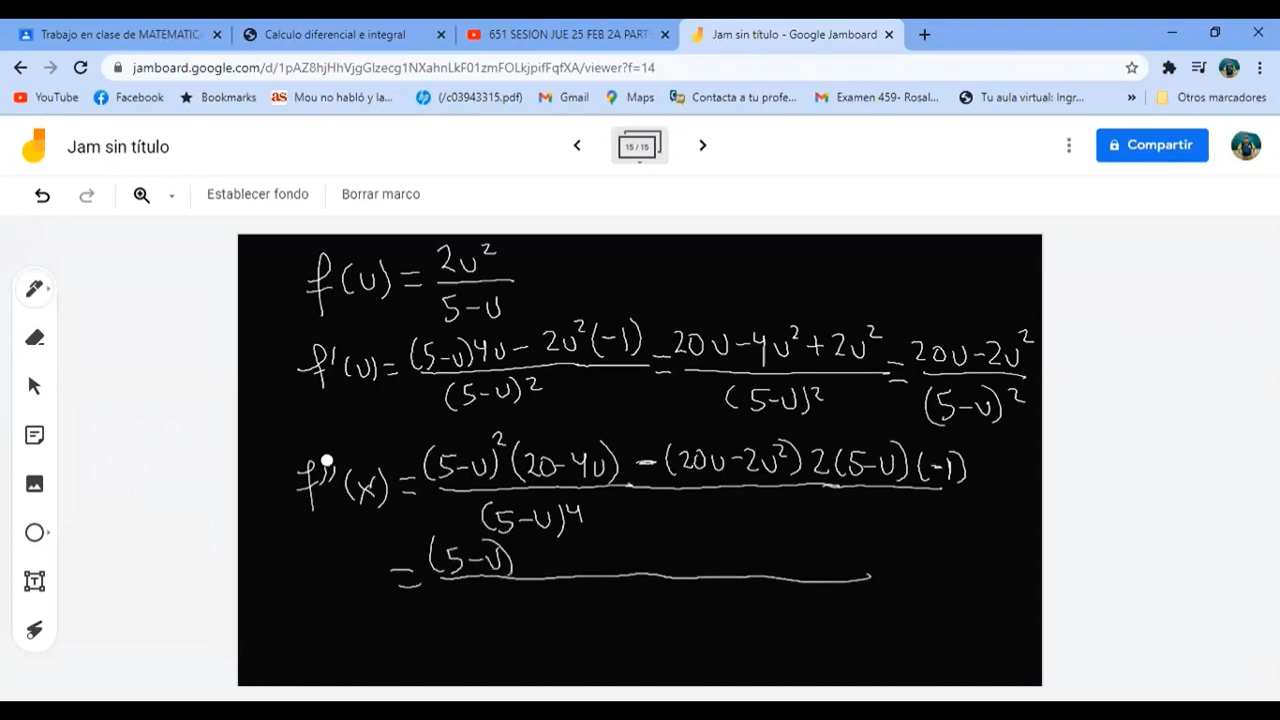 Trabajo en clase de MATEMATICA
Calculo diferencial e integral
651 SESION JUE 25 FEB 2A PART
Jam sin título - Google Jamboard
jamboard.google.com/d/1pAZ8hjHhVjgGlzecg1NXahnLkF01zmFOLkjpifFqfXA/viewer?f=14
YouTube
Facebook
Bookmarks
Mou no habló y la...
(/c03943315.pdf)
Gmail
Maps
Contacta a tu profe...
Examen 459- Rosal...
Tu aula virtual: Ingr...
»
Otros marcadores
Jam sin título
15 / 15
Compartir
Establecer fondo
Borrar marco
f(u) = 2u² / 5-u
f'(u) = (5-u)4u - 2u²(-1) / (5-u)² = 20u - 4u² + 2u² / (5-u)² = 20u - 2u² / (5-u)²
f''(x) = (5-u)²(20-4u) - (20u-2u²)2(5-u)(-1) / (5-u)⁴
= (5-u)